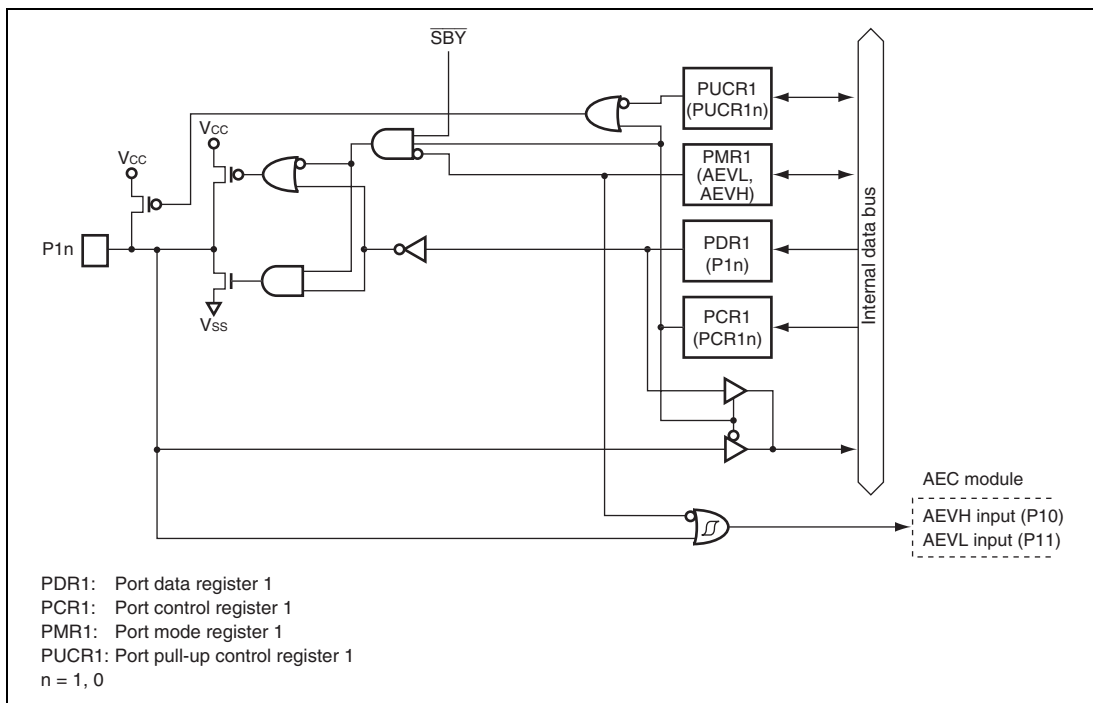 SBY
PUCR1
(PUCR1n)
VCC
VCC
PMR1
(AEVL,
AEVH)
P1n
PDR1
(P1n)
VSS
PCR1
(PCR1n)
Internal data bus
AEC module
AEVH input (P10)
AEVL input (P11)
PDR1: Port data register 1
PCR1: Port control register 1
PMR1: Port mode register 1
PUCR1: Port pull-up control register 1
n = 1, 0